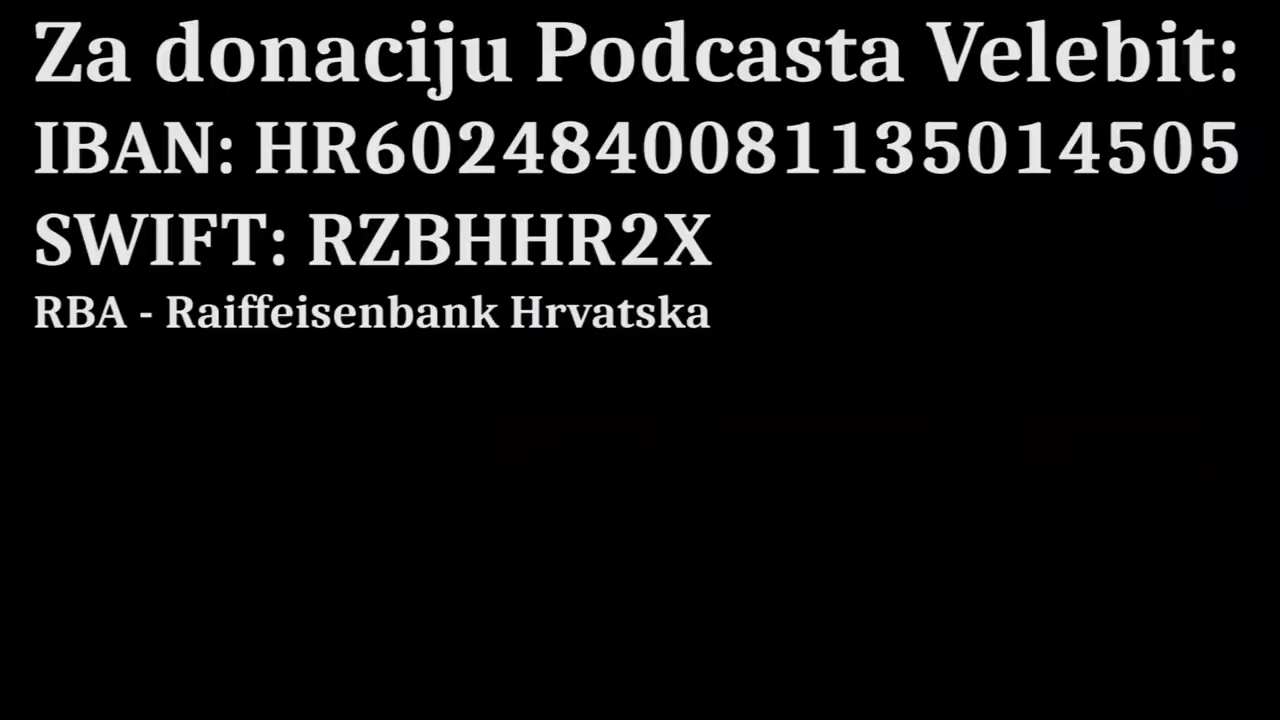 Za donaciju Podcasta Velebit:
IBAN: HR6024840081135014505
SWIFT: RZBHHR2X
RBA - Raiffeisenbank Hrvatska